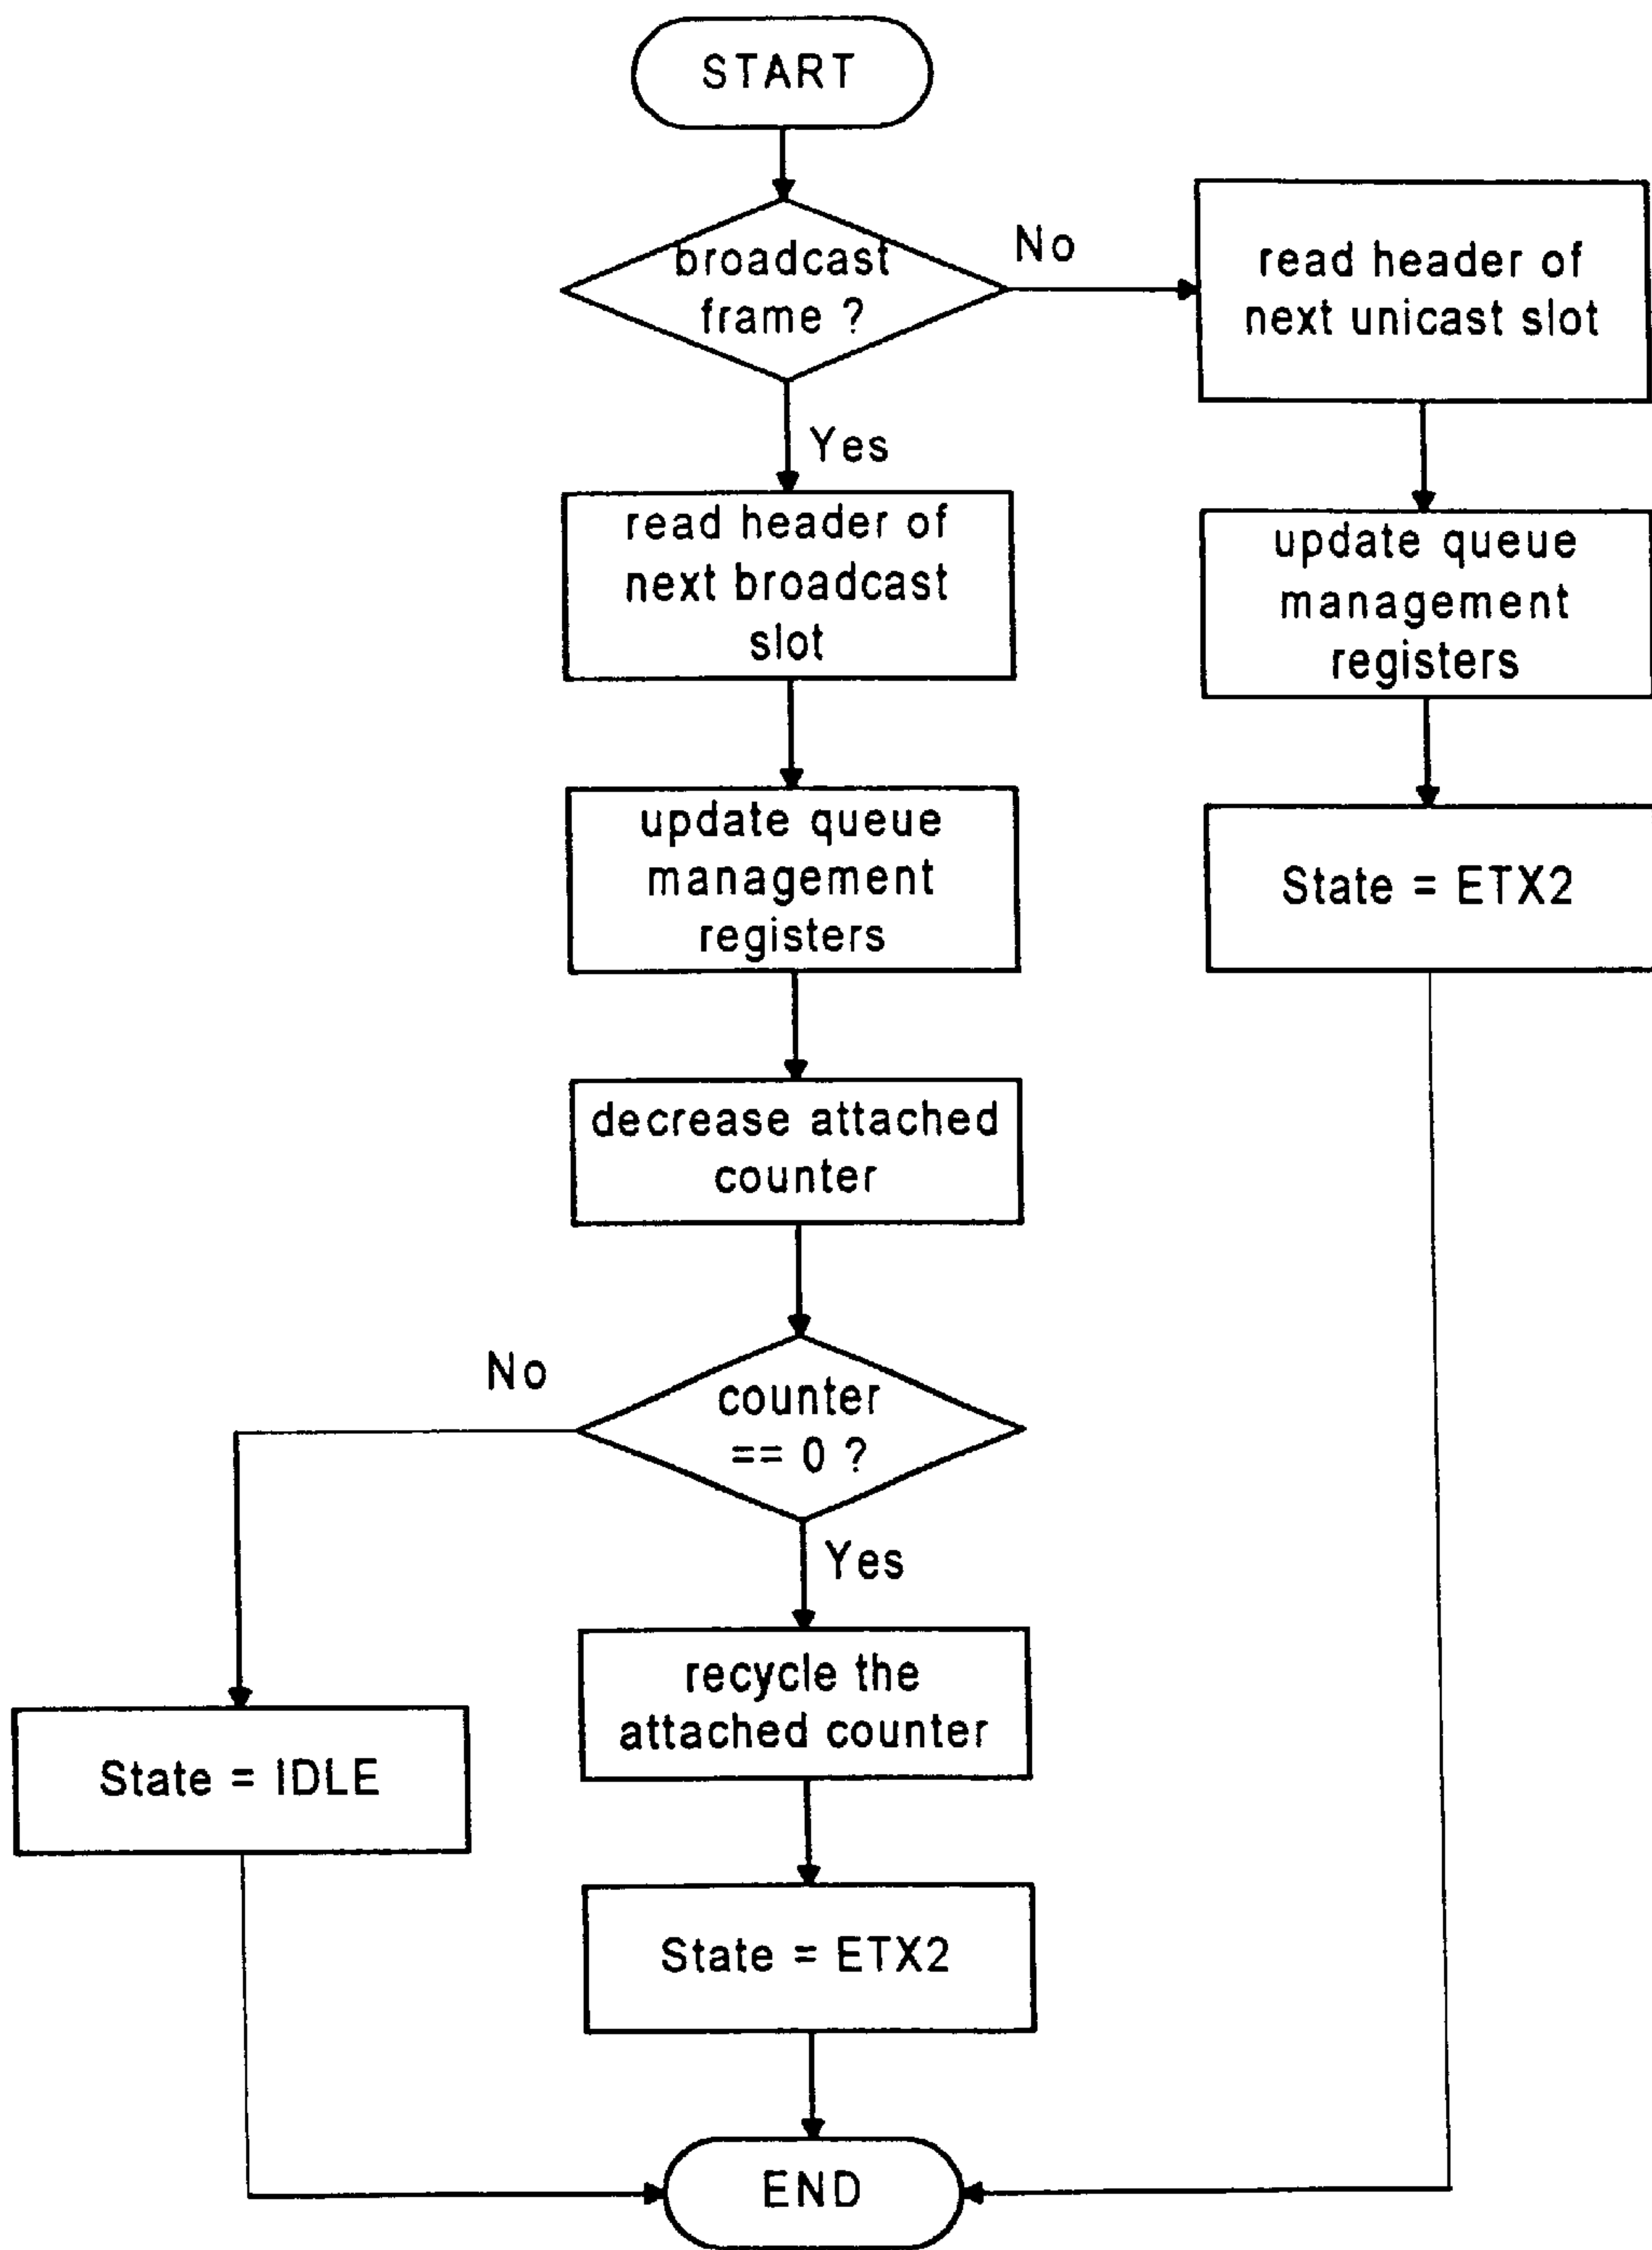 START
broadcast
frame ?
No
read header of
next unicast slot
Yes
read header of
next broadcast
slot
update queue
management
registers
update queue
management
registers
State = ETX2
decrease attached
counter
No
counter
== 0 ?
Yes
recycle the
attached counter
State = IDLE
State = ETX2
END